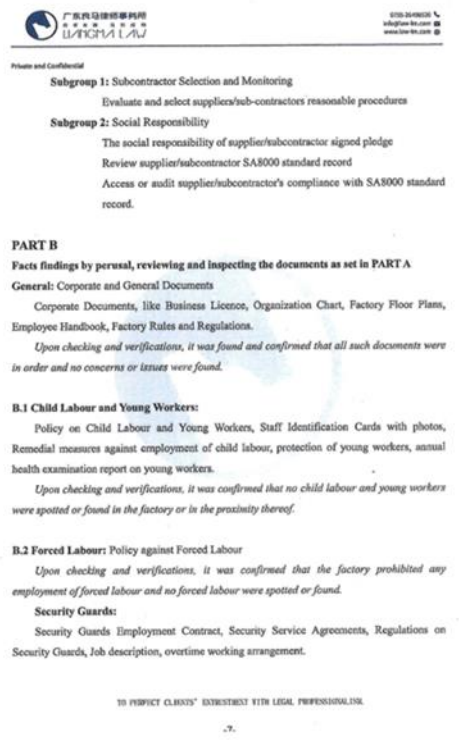 广东良马律师事务所
LIANGMA LAW
0755-26496536
info@law-lm.com
www.law-lm.com
Private and Confidential
Subgroup 1: Subcontractor Selection and Monitoring
Evaluate and select suppliers/sub-contractors reasonable procedures
Subgroup 2: Social Responsibility
The social responsibility of supplier/subcontractor signed pledge
Review supplier/subcontractor SA8000 standard record
Access or audit supplier/subcontractor's compliance with SA8000 standard
record.
PART B
Facts findings by perusal, reviewing and inspecting the documents as set in PART A
General: Corporate and General Documents
Corporate Documents, like Business Licence, Organization Chart, Factory Floor Plans,
Employee Handbook, Factory Rules and Regulations.
Upon checking and verifications, it was found and confirmed that all such documents were
in order and no concerns or issues were found.
B.1 Child Labour and Young Workers:
Policy on Child Labour and Young Workers, Staff Identification Cards with photos,
Remedial measures against employment of child labour, protection of young workers, annual
health examination report on young workers.
Upon checking and verifications, it was confirmed that no child labour and young workers
were spotted or found in the factory or in the proximity thereof.
B.2 Forced Labour: Policy against Forced Labour
Upon checking and verifications, it was confirmed that the factory prohibited any
employment of forced labour and no forced labour were spotted or found.
Security Guards:
Security Guards Employment Contract, Security Service Agreements, Regulations on
Security Guards, Job description, overtime working arrangement.
TO PERFECT CLIENTS' ENTRUSTMENT WITH LEGAL PROFESSIONALISM.
-7-